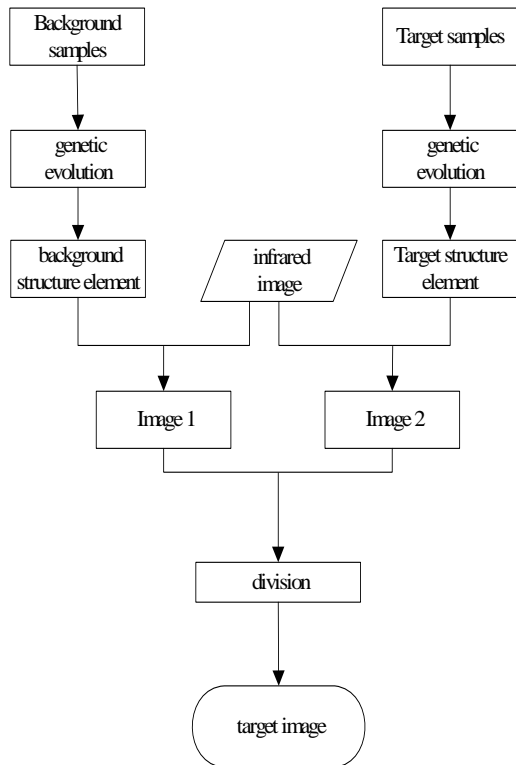 Background
samples
Target samples
genetic
evolution
genetic
evolution
background
structure element
infrared
image
Target structure
element
Image 1
Image 2
division
target image